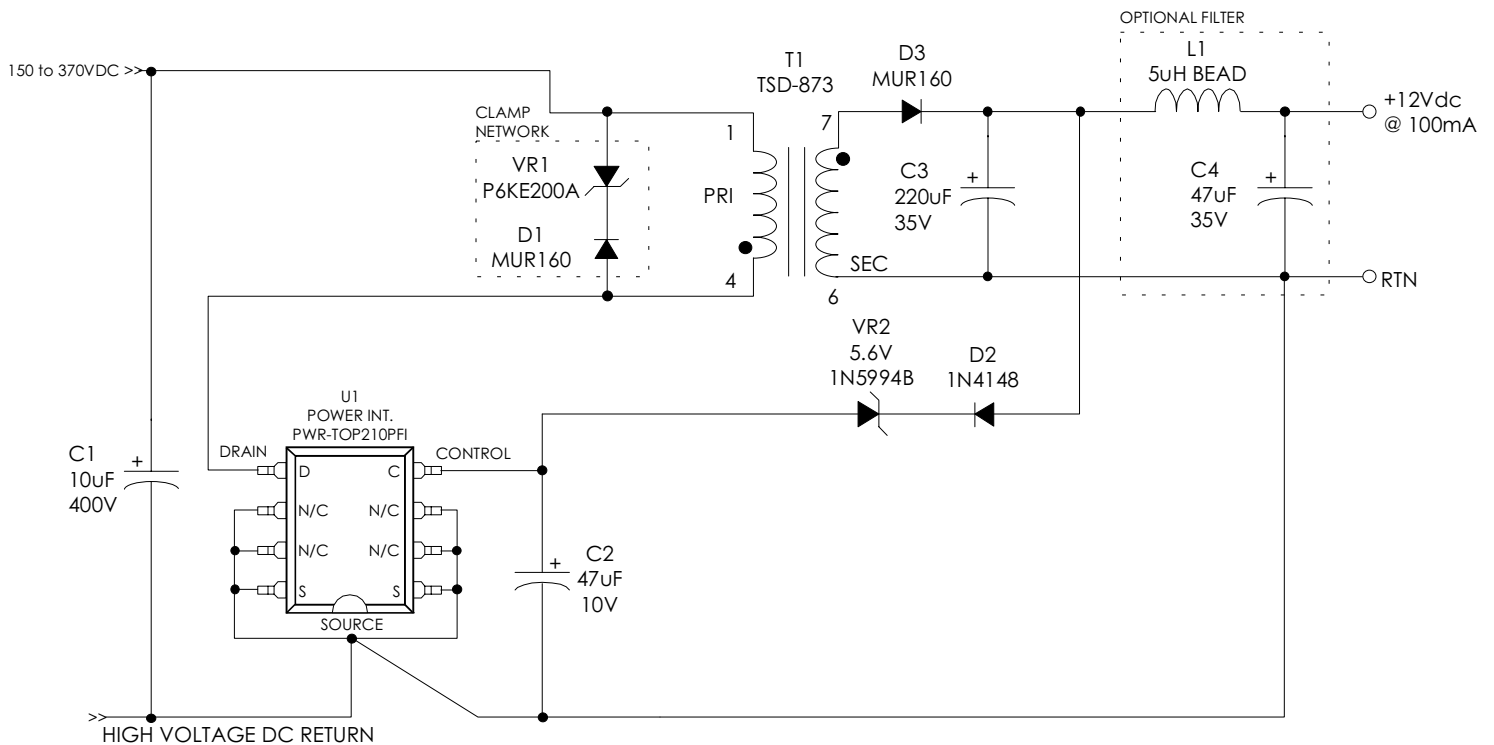 OPTIONAL FILTER
150 to 370VDC >>
T1
TSD-873
D3
MUR160
L1
5uH BEAD
+12Vdc
@ 100mA
CLAMP
NETWORK
VR1
P6KE200A
D1
MUR160
1
PRI
4
7
SEC
6
+
C3
220uF
35V
+
C4
47uF
35V
RTN
VR2
5.6V
1N5994B
D2
1N4148
U1
POWER INT.
PWR-TOP210PFI
DRAIN
CONTROL
D
C
N/C
N/C
N/C
N/C
S
S
SOURCE
+
C1
10uF
400V
+
C2
47uF
10V
>>
HIGH VOLTAGE DC RETURN